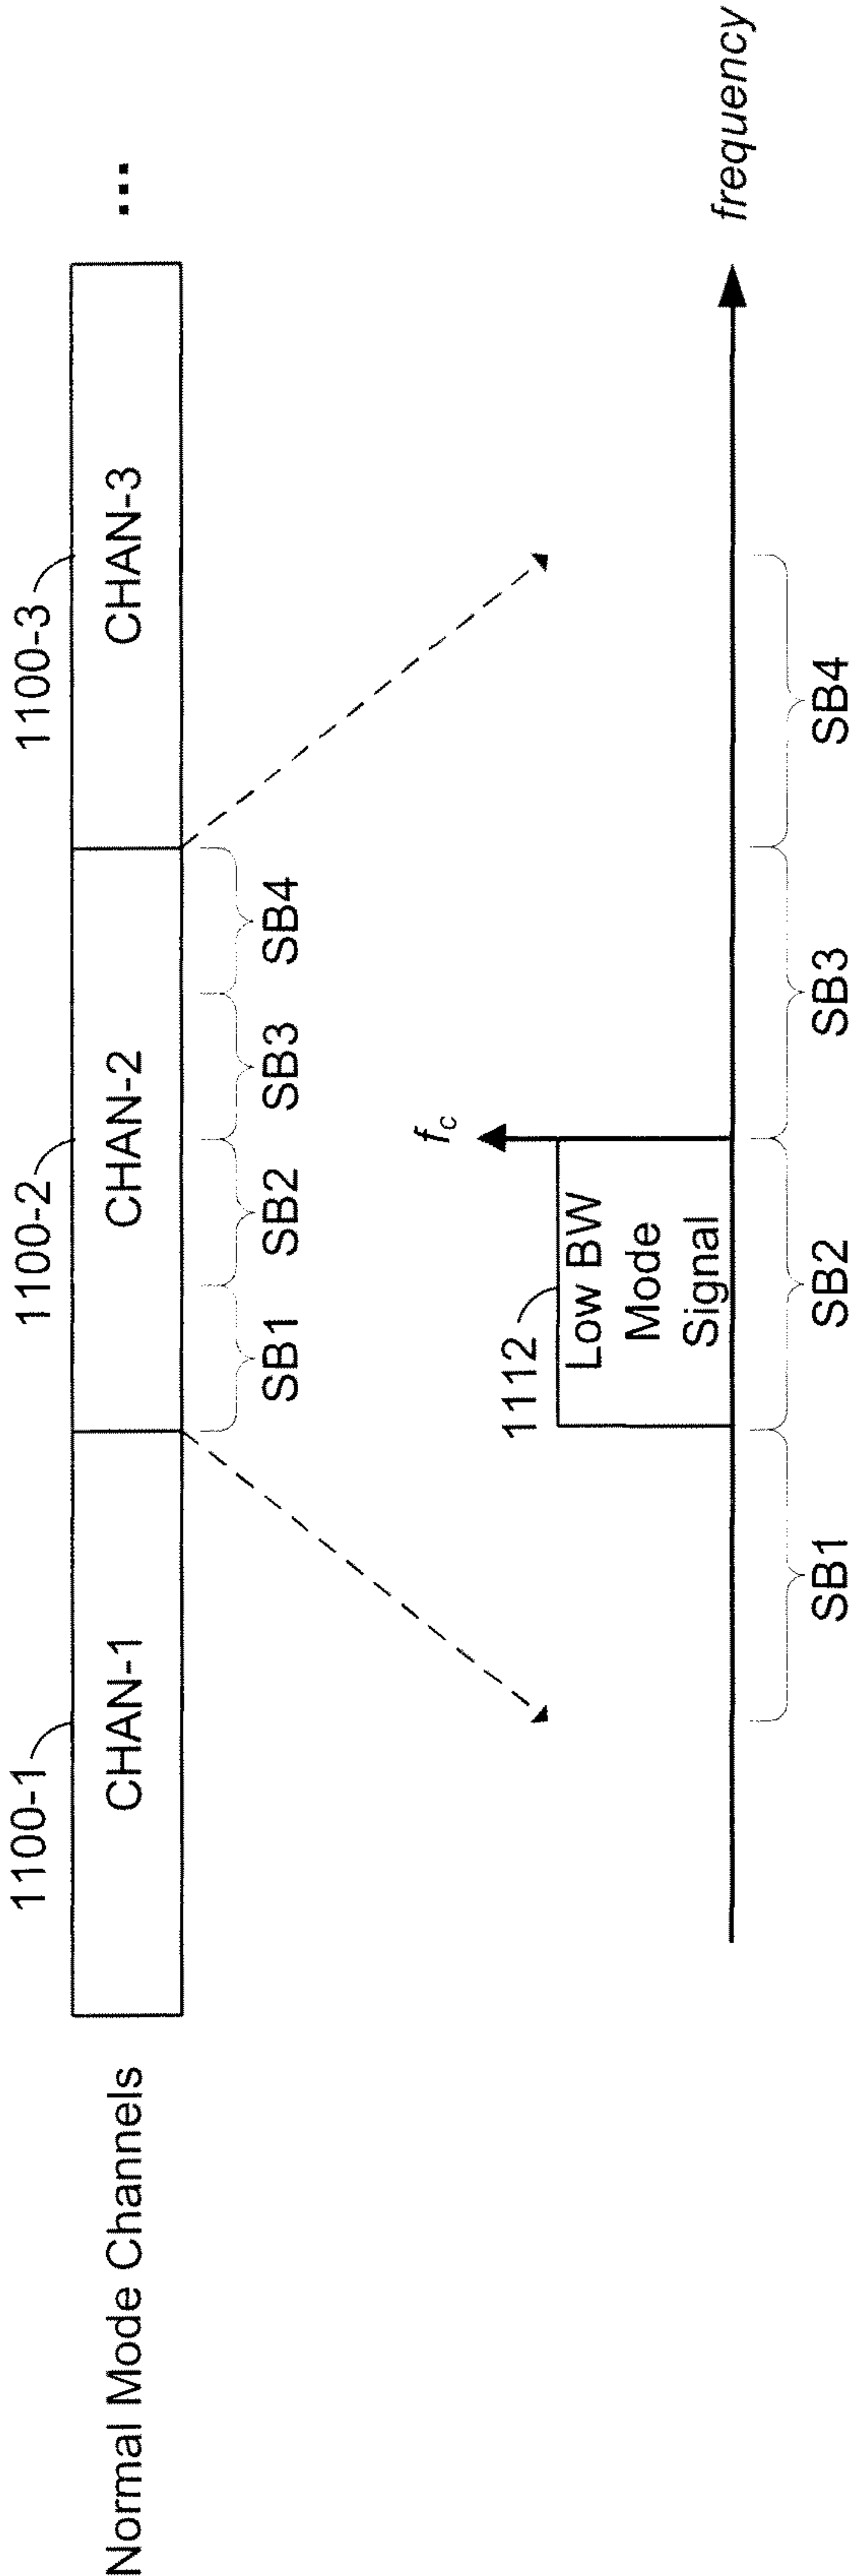 1100-1
1100-2
1100-3
Normal Mode Channels
CHAN-1
CHAN-2
CHAN-3
...
SB1
SB2
SB3
SB4
fc
1112
Low BW
Mode
Signal
frequency
SB1
SB2
SB3
SB4